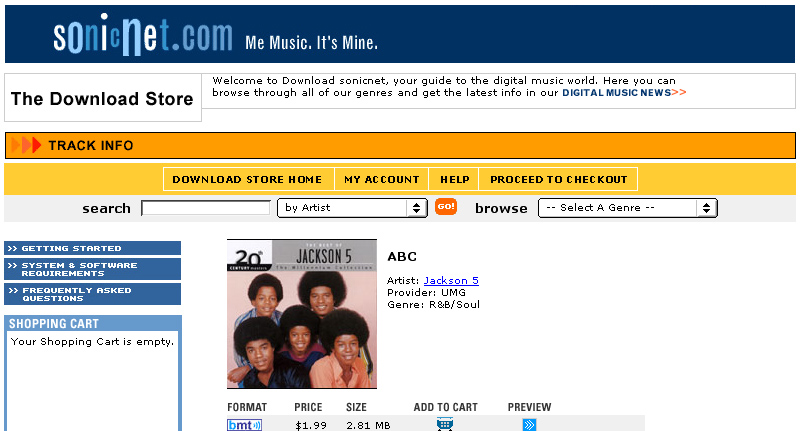 sonicnet.com Me Music. It's Mine.
The Download Store
Welcome to Download sonicnet, your guide to the digital music world. Here you can
browse through all of our genres and get the latest info in our DIGITAL MUSIC NEWS>>
TRACK INFO
DOWNLOAD STORE HOME MY ACCOUNT HELP PROCEED TO CHECKOUT
search by Artist GO! browse -- Select A Genre --
>> GETTING STARTED
>> SYSTEM & SOFTWARE
REQUIREMENTS
>> FREQUENTLY ASKED
QUESTIONS
SHOPPING CART
Your Shopping Cart is empty.
THE BEST OF
20th JACKSON 5
CENTURY masters The Millennium Collection
ABC
Artist: Jackson 5
Provider: UMG
Genre: R&B/Soul
FORMAT PRICE SIZE ADD TO CART PREVIEW
bmt $1.99 2.81 MB